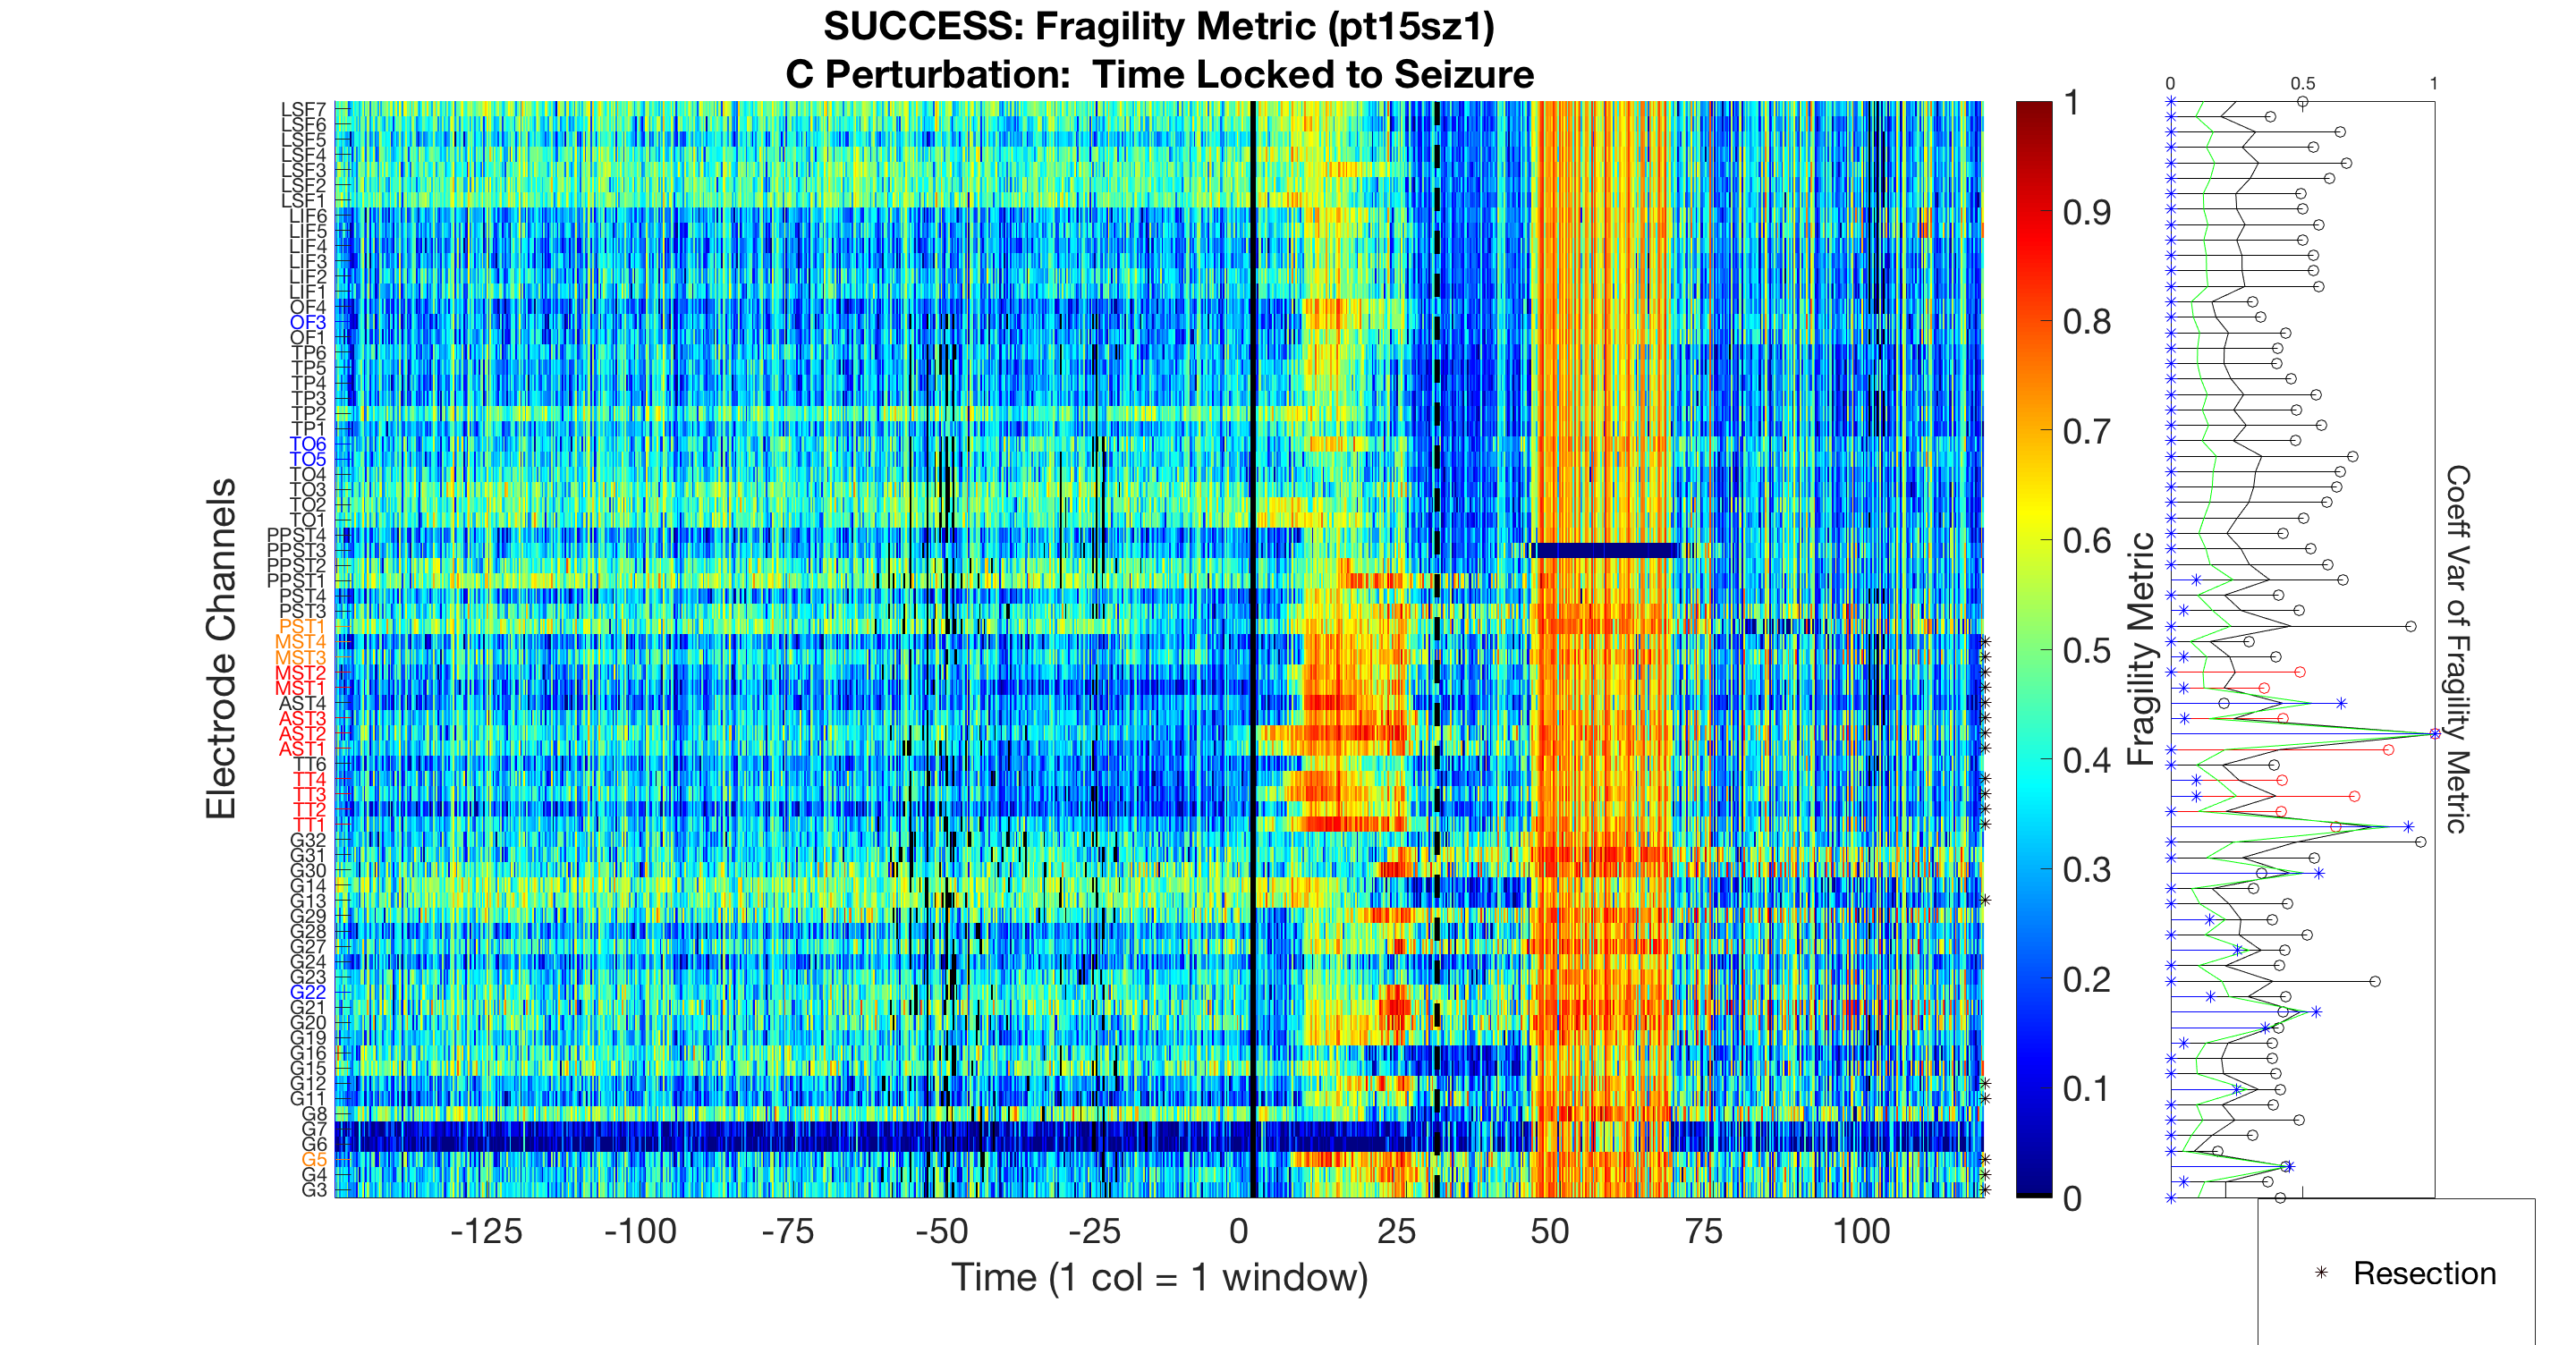 SUCCESS: Fragility Metric (pt15sz1)
C Perturbation:  Time Locked to Seizure
Electrode Channels
LSF7
LSF6
LSF5
LSF4
LSF3
LSF2
LSF1
LIF6
LIF5
LIF4
LIF3
LIF2
LIF1
OF4
OF3
OF1
TP6
TP5
TP4
TP3
TP2
TP1
TO6
TO5
TO4
TO3
TO2
TO1
PPST4
PPST3
PPST2
PPST1
PST4
PST3
PST1
MST4
MST3
MST2
MST1
AST4
AST3
AST2
AST1
TT6
TT4
TT3
TT2
TT1
G32
G31
G30
G14
G13
G29
G28
G27
G24
G23
G22
G21
G20
G19
G16
G15
G12
G11
G8
G7
G6
G5
G4
G3
-125 -100 -75 -50 -25 0 25 50 75 100
Time (1 col = 1 window)
1
0.9
0.8
0.7
0.6
0.5
0.4
0.3
0.2
0.1
0
Fragility Metric
0 0.5 1
Coeff Var of Fragility Metric
Resection